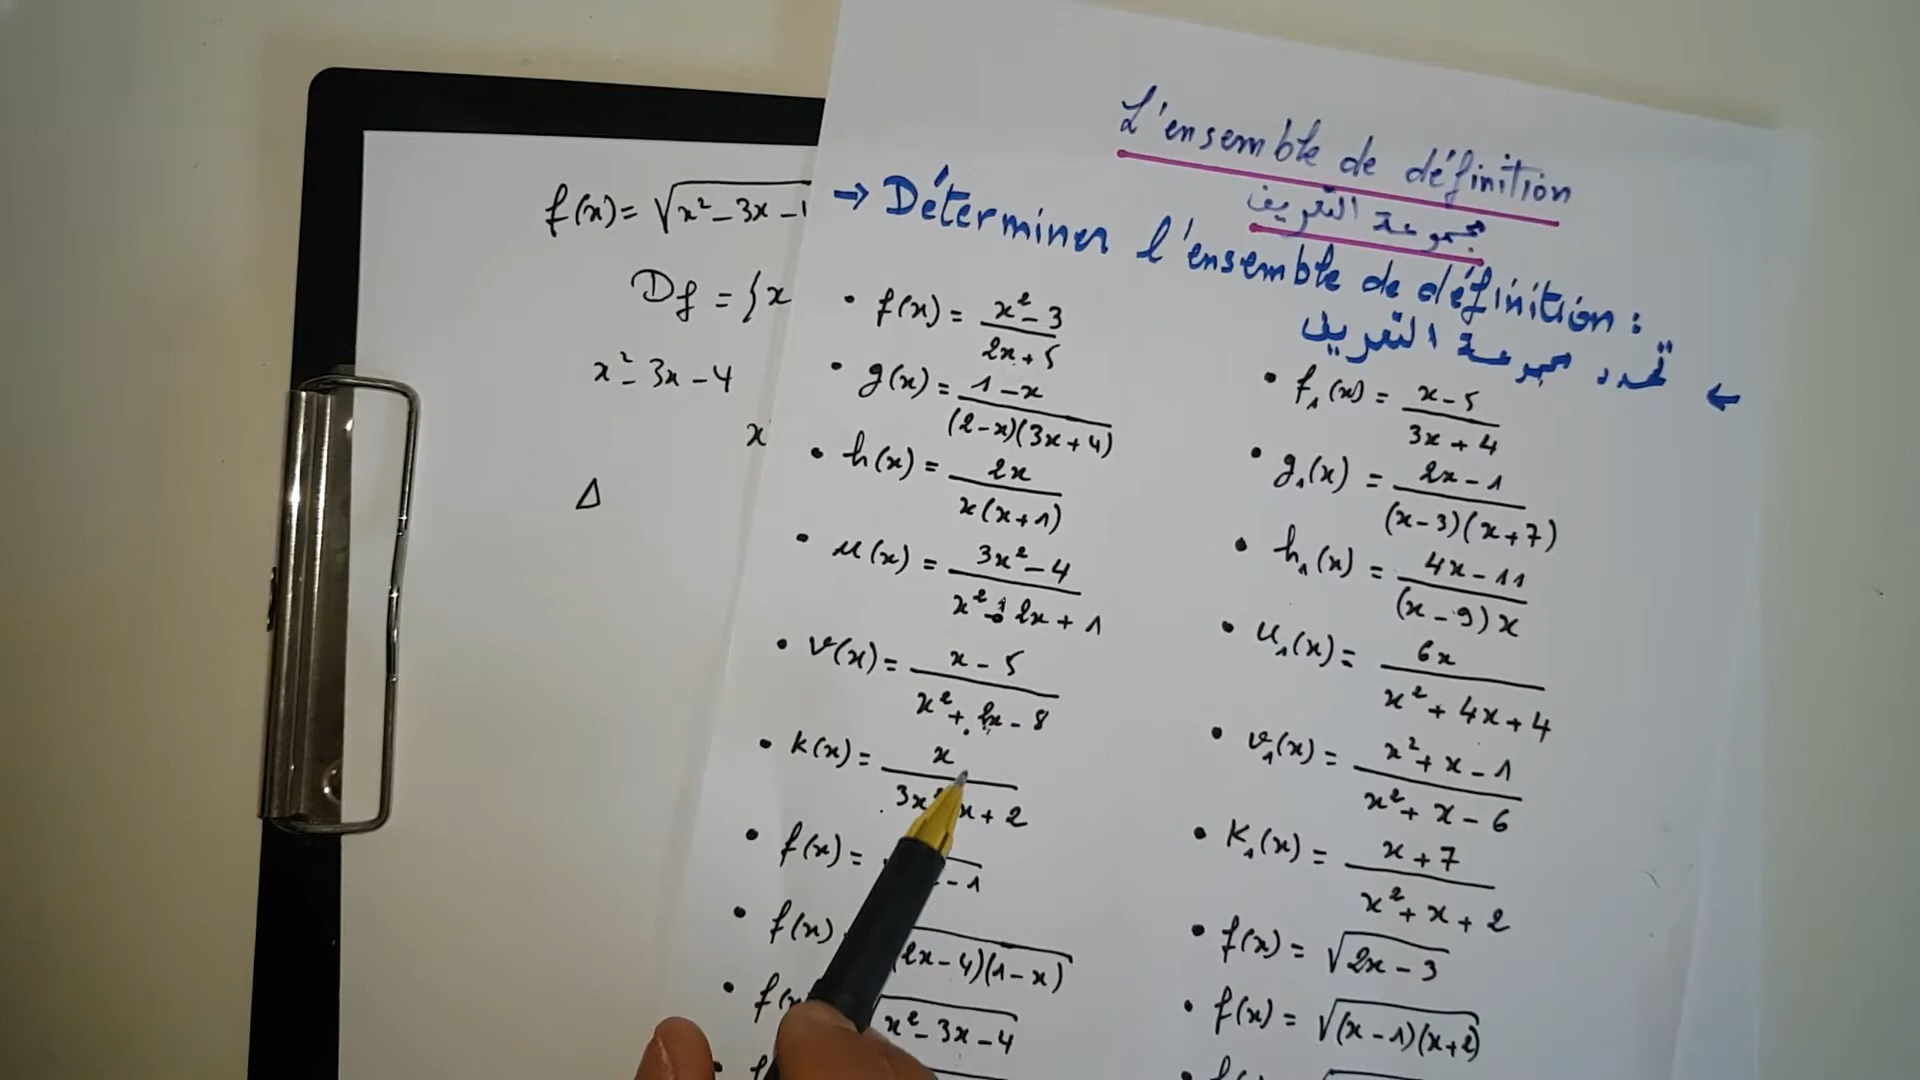 f(x) = √x² - 3x -
Df = {x
x² - 3x - 4
x
Δ
L'ensemble de définition
مجموعة التعريف
→ Déterminer l'ensemble de définition :
← حدد مجموعة التعريف :
• f(x) = (x² - 3)/(2x + 5)
• g(x) = (1 - x)/((2 - x)(3x + 4))
• h(x) = 2x/(x(x + 1))
• u(x) = (3x² - 4)/(x² - 2x + 1)
• v(x) = (x - 5)/(x² + 2x - 8)
• k(x) = x/(3x² x + 2)
• f(x) = - 1
• f(x) (2x - 4)(1 - x)
• f(x √x² - 3x - 4
• f
• f₁(x) = (x - 5)/(3x + 4)
• g₁(x) = (2x - 1)/((x - 3)(x + 7))
• h₁(x) = (4x - 11)/((x - 9)x)
• u₁(x) = 6x/(x² + 4x + 4)
• v₁(x) = (x² + x - 1)/(x² + x - 6)
• K₁(x) = (x + 7)/(x² + x + 2)
• f(x) = √2x - 3
• f(x) = √(x - 1)(x + 2)